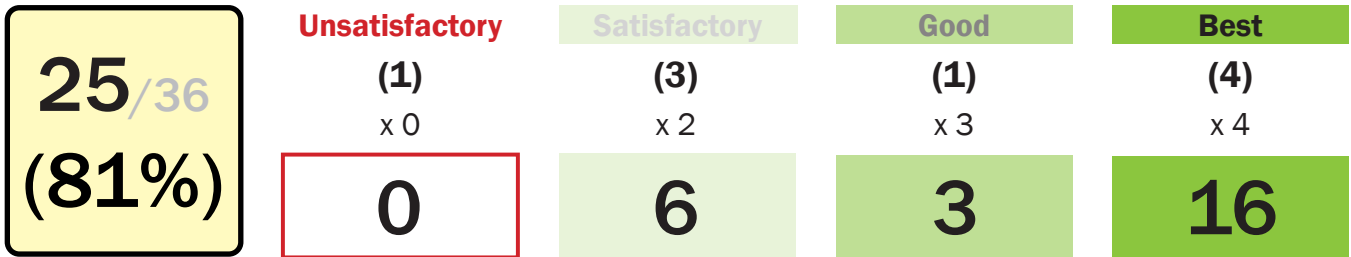 25/36
(81%)
Unsatisfactory Satisfactory Good Best
(1) (3) (1) (4)
x 0 x 2 x 3 x 4
0 6 3 16